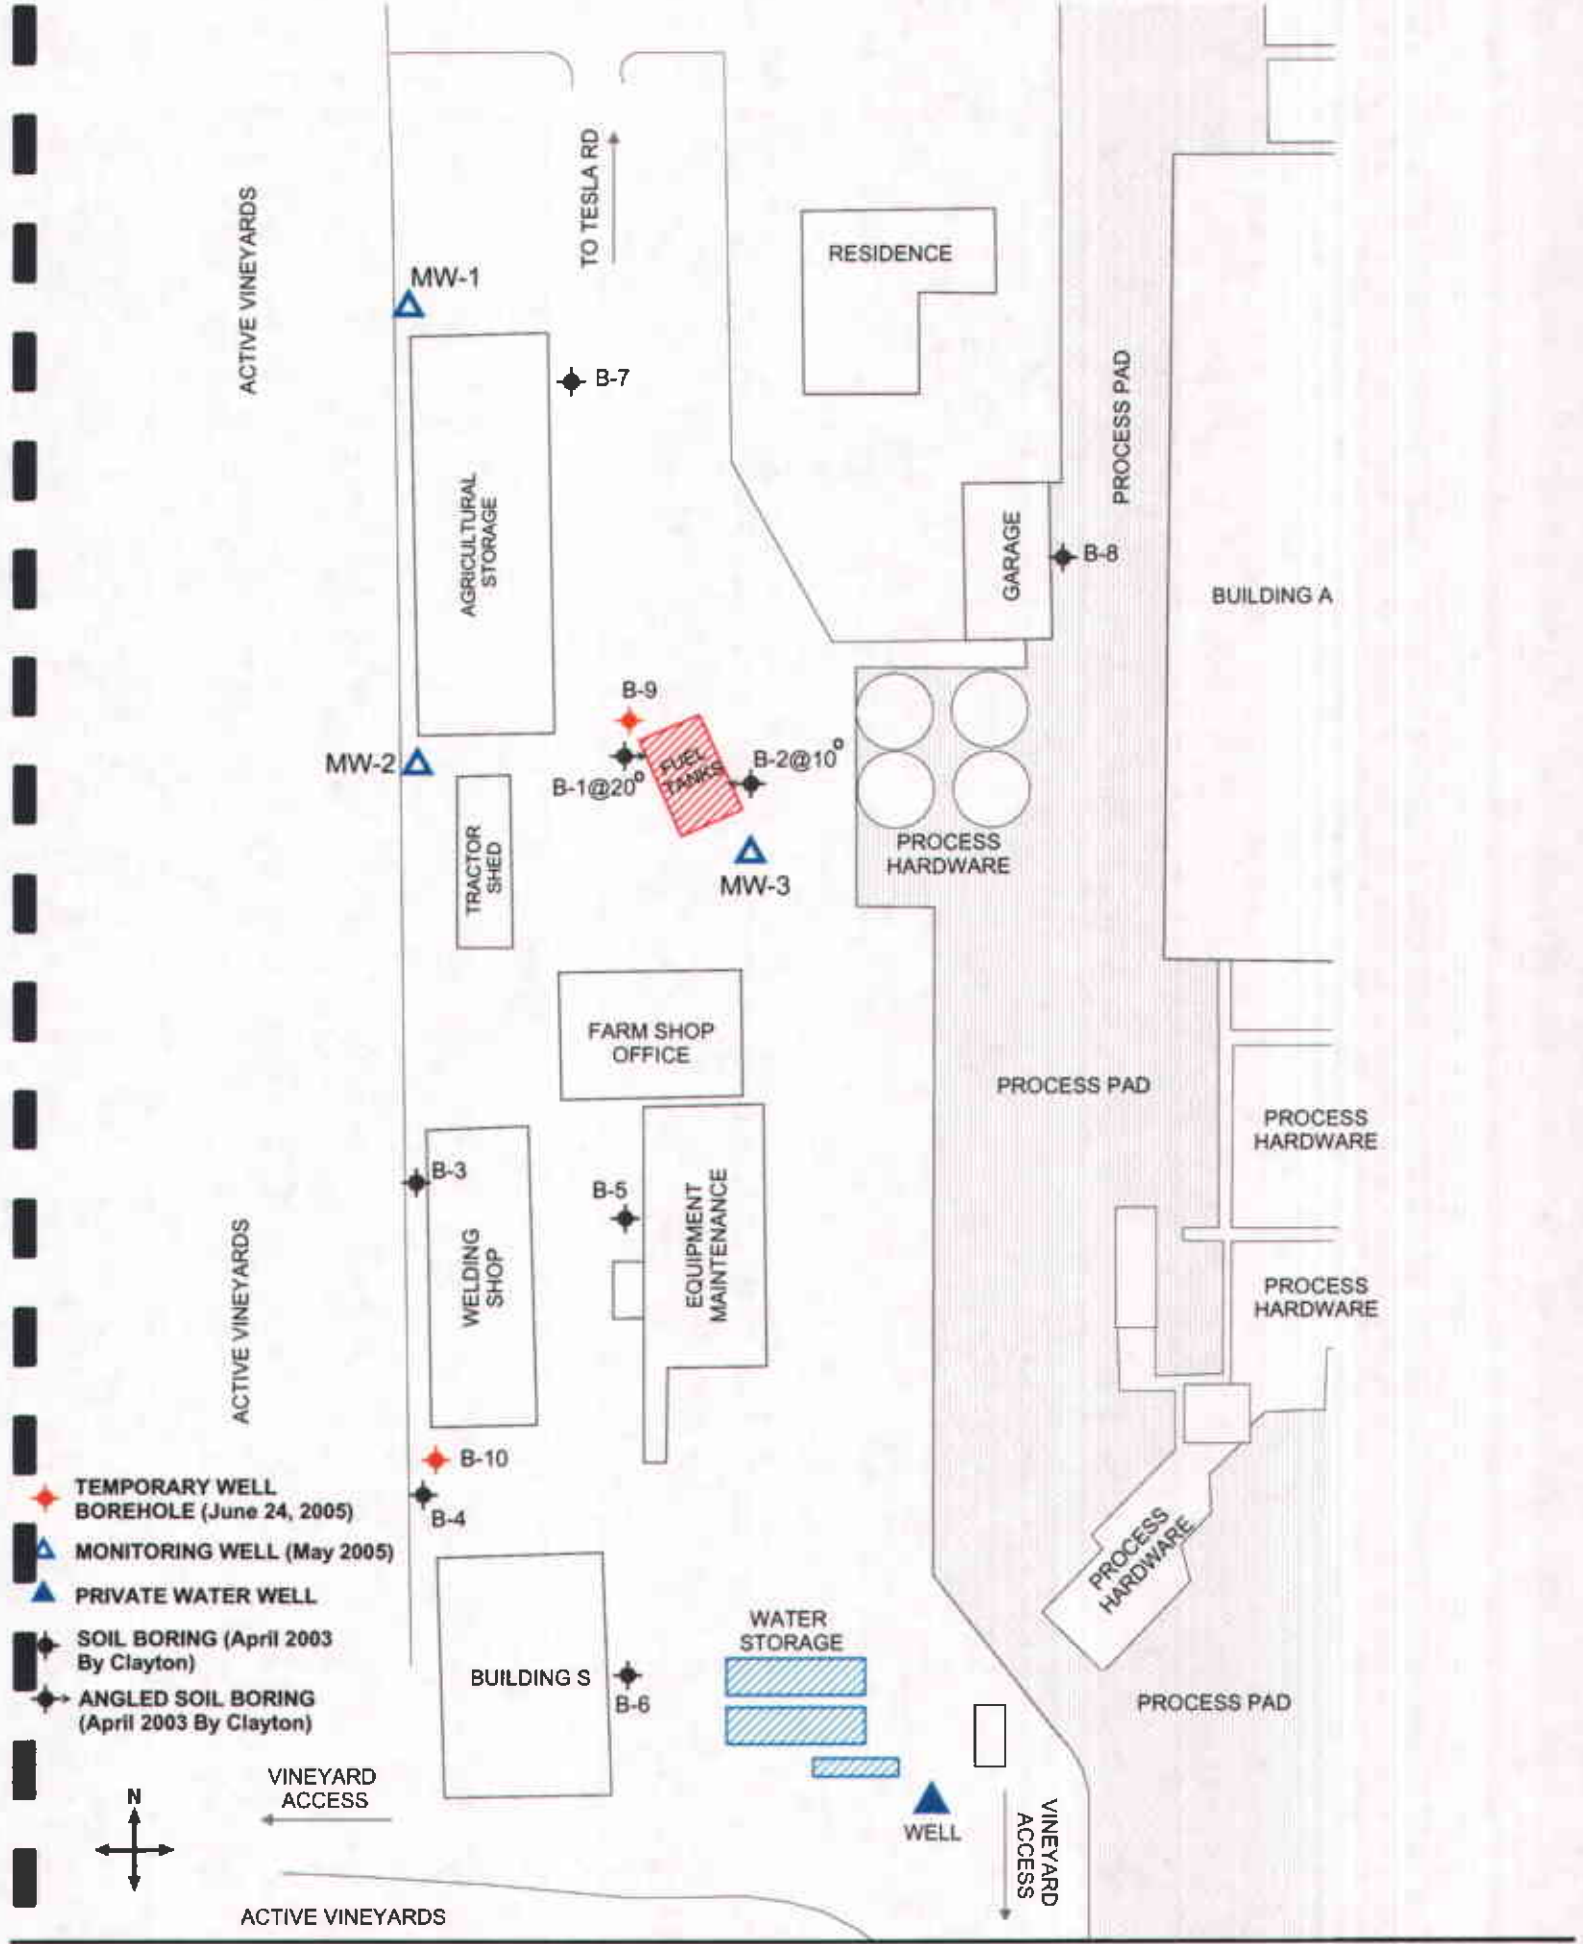 TO TESLA RD
ACTIVE VINEYARDS
RESIDENCE
MW-1
B-7
PROCESS PAD
AGRICULTURAL
STORAGE
GARAGE
B-8
BUILDING A
B-9
MW-2
FUEL
TANKS
B-2@10°
B-1@20°
TRACTOR
SHED
PROCESS
HARDWARE
MW-3
FARM SHOP
OFFICE
PROCESS PAD
PROCESS
HARDWARE
B-3
B-5
WELDING
SHOP
EQUIPMENT
MAINTENANCE
ACTIVE VINEYARDS
PROCESS
HARDWARE
B-10
B-4
TEMPORARY WELL
BOREHOLE (June 24, 2005)
MONITORING WELL (May 2005)
PRIVATE WATER WELL
SOIL BORING (April 2003
By Clayton)
ANGLED SOIL BORING
(April 2003 By Clayton)
PROCESS
HARDWARE
WATER
STORAGE
BUILDING S
B-6
PROCESS PAD
VINEYARD
ACCESS
N
WELL
VINEYARD
ACCESS
ACTIVE VINEYARDS